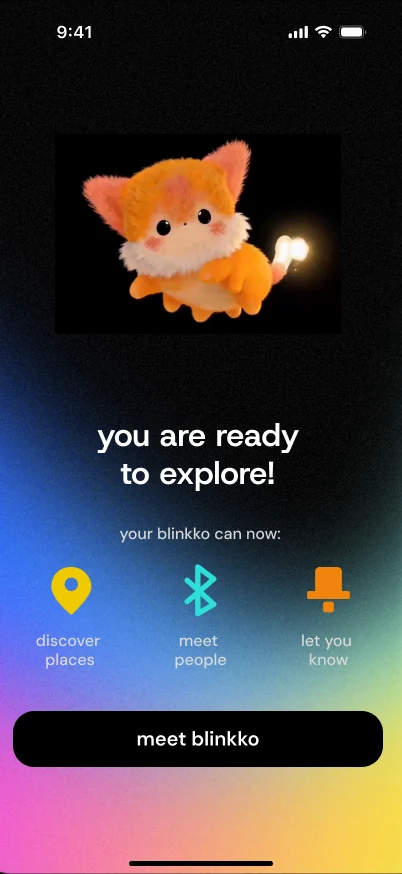 9:41
you are ready
to explore!
your blinkko can now:
discover
places
meet
people
let you
know
meet blinkko